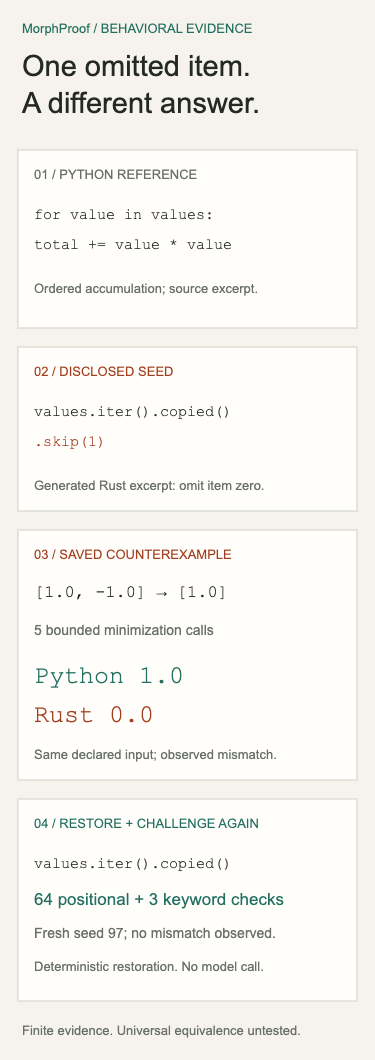 MorphProof / BEHAVIORAL EVIDENCE
One omitted item.
A different answer.
01 / PYTHON REFERENCE
for value in values:
total += value * value
Ordered accumulation; source excerpt.
02 / DISCLOSED SEED
values.iter().copied()
.skip(1)
Generated Rust excerpt: omit item zero.
03 / SAVED COUNTEREXAMPLE
[1.0, -1.0] → [1.0]
5 bounded minimization calls
Python 1.0
Rust 0.0
Same declared input; observed mismatch.
04 / RESTORE + CHALLENGE AGAIN
values.iter().copied()
64 positional + 3 keyword checks
Fresh seed 97; no mismatch observed.
Deterministic restoration. No model call.
Finite evidence. Universal equivalence untested.